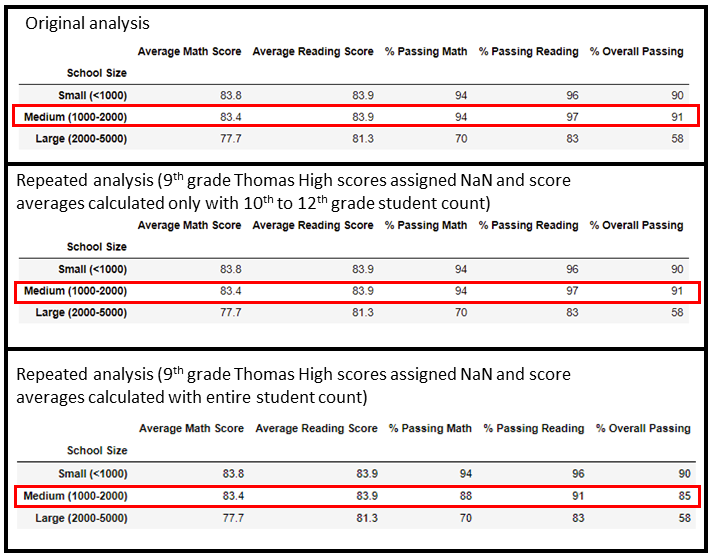 Original analysis
Average Math Score Average Reading Score % Passing Math % Passing Reading % Overall Passing
School Size
Small (<1000) 83.8 83.9 94 96 90
Medium (1000-2000) 83.4 83.9 94 97 91
Large (2000-5000) 77.7 81.3 70 83 58
Repeated analysis (9th grade Thomas High scores assigned NaN and score
averages calculated only with 10th to 12th grade student count)
Average Math Score Average Reading Score % Passing Math % Passing Reading % Overall Passing
School Size
Small (<1000) 83.8 83.9 94 96 90
Medium (1000-2000) 83.4 83.9 94 97 91
Large (2000-5000) 77.7 81.3 70 83 58
Repeated analysis (9th grade Thomas High scores assigned NaN and score
averages calculated with entire student count)
Average Math Score Average Reading Score % Passing Math % Passing Reading % Overall Passing
School Size
Small (<1000) 83.8 83.9 94 96 90
Medium (1000-2000) 83.4 83.9 88 91 85
Large (2000-5000) 77.7 81.3 70 83 58